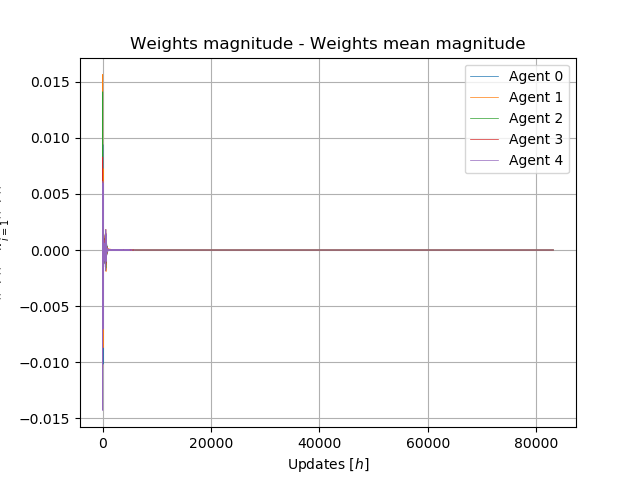 Weights magnitude - Weights mean magnitude
0.015
0.010
0.005
0.000
−0.005
−0.010
−0.015
Agent 0
Agent 1
Agent 2
Agent 3
Agent 4
0
20000
40000
60000
80000
Updates [h]